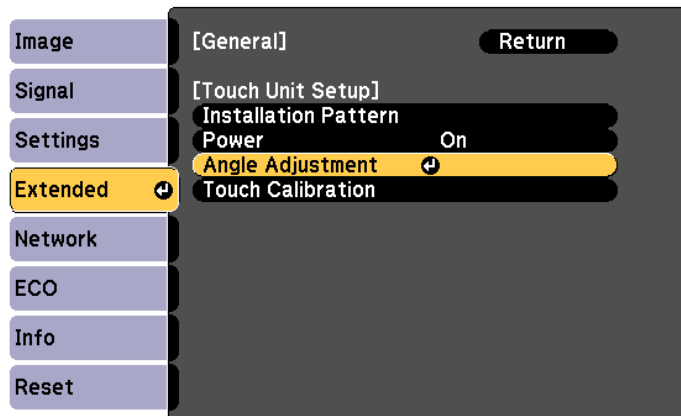 Image
Signal
Settings
Extended
Network
ECO
Info
Reset
[General] Return
[Touch Unit Setup]
Installation Pattern
Power On
Angle Adjustment
Touch Calibration